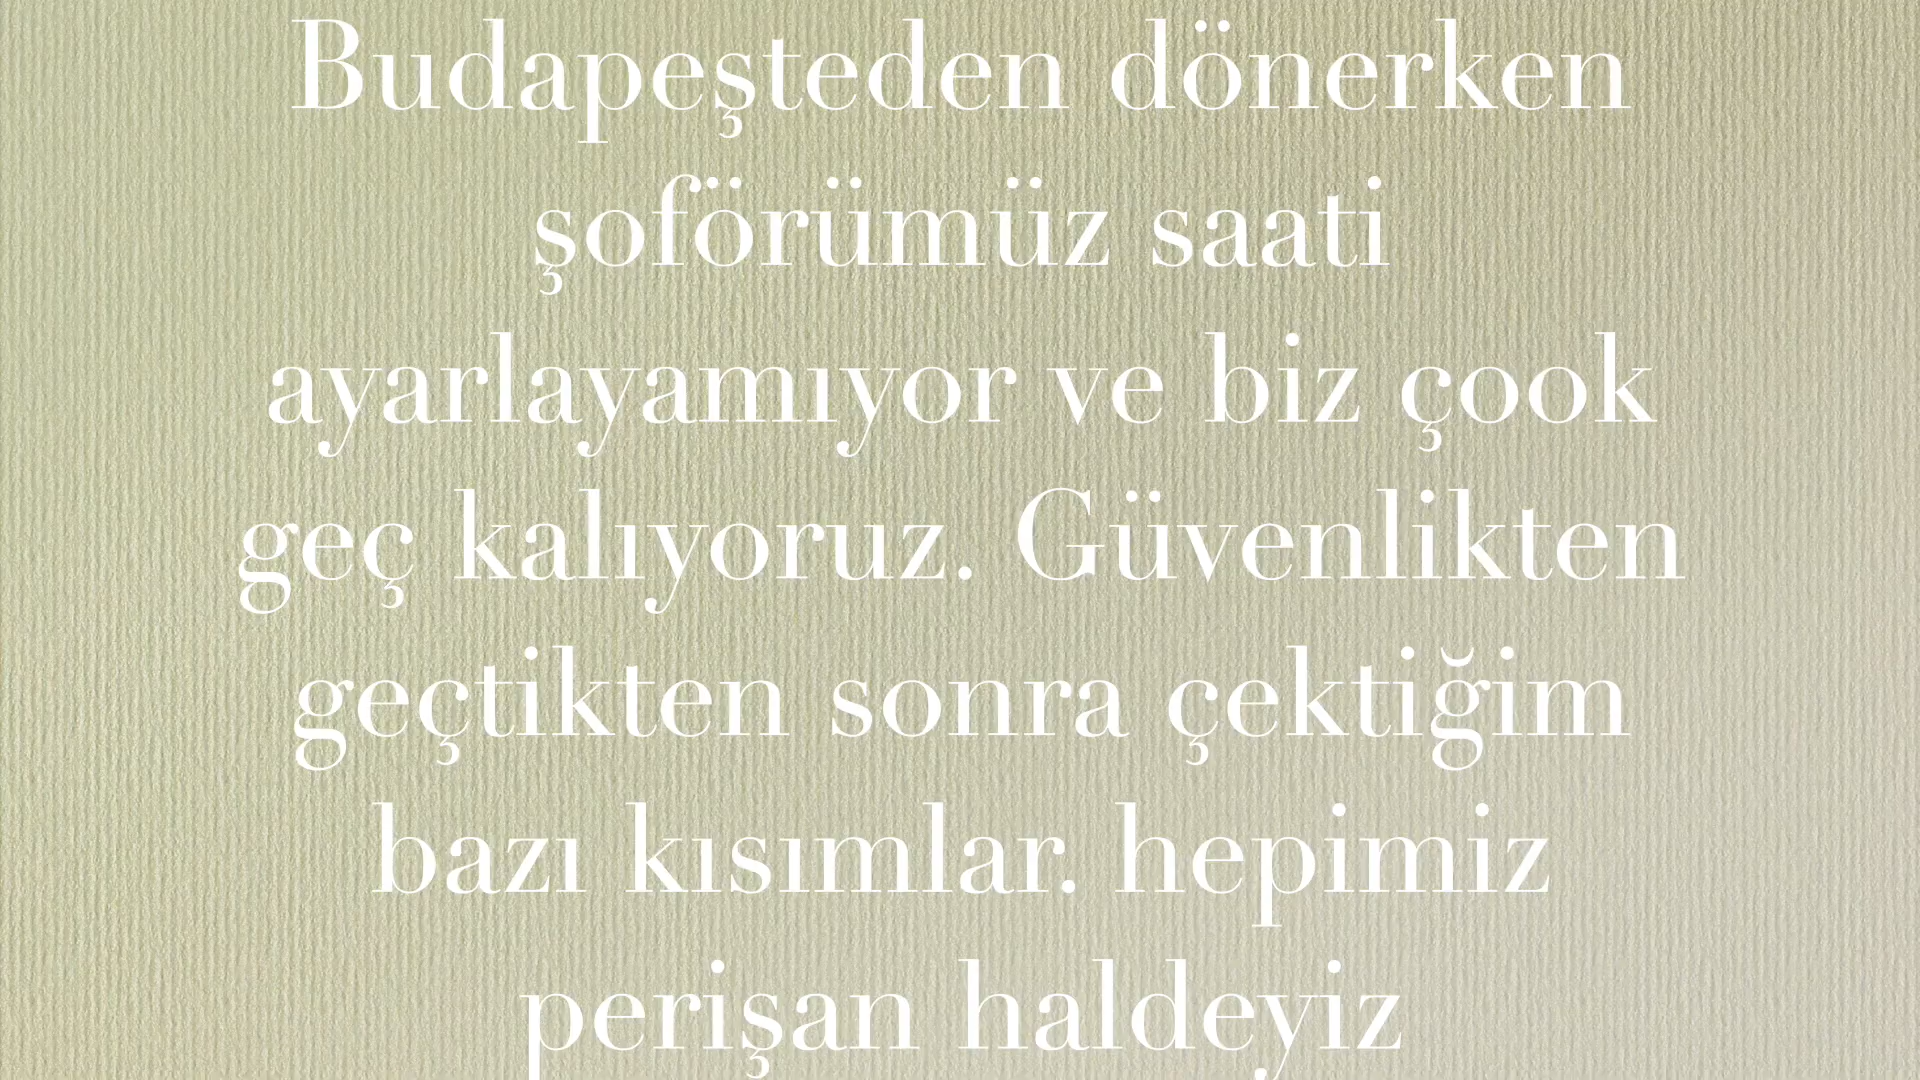 Budapeşteden dönerken
şoförümüz saati
ayarlayamıyor ve biz çook
geç kalıyoruz. Güvenlikten
geçtikten sonra çektiğim
bazı kısımlar. hepimiz
perişan haldeyiz